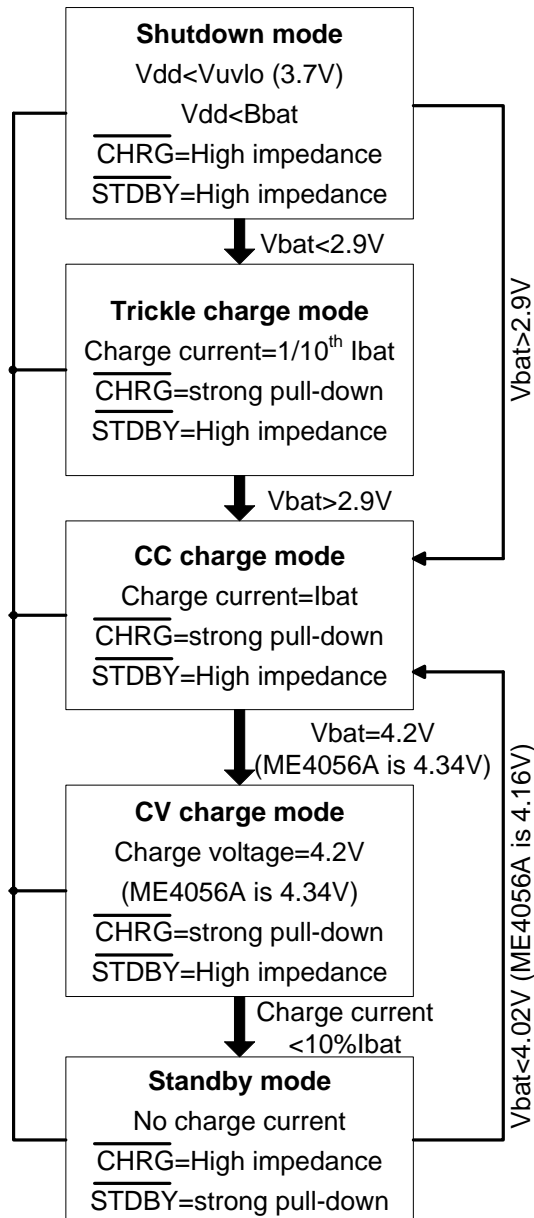 Shutdown mode
Vdd<Vuvlo (3.7V)
Vdd<Bbat
CHRG=High impedance
STDBY=High impedance
Vbat<2.9V
Vbat>2.9V
Trickle charge mode
Charge current=1/10th Ibat
CHRG=strong pull-down
STDBY=High impedance
Vbat>2.9V
CC charge mode
Charge current=Ibat
CHRG=strong pull-down
STDBY=High impedance
Vbat=4.2V
(ME4056A is 4.34V)
CV charge mode
Charge voltage=4.2V
(ME4056A is 4.34V)
CHRG=strong pull-down
STDBY=High impedance
Vbat<4.02V (ME4056A is 4.16V)
Charge current
<10%Ibat
Standby mode
No charge current
CHRG=High impedance
STDBY=strong pull-down